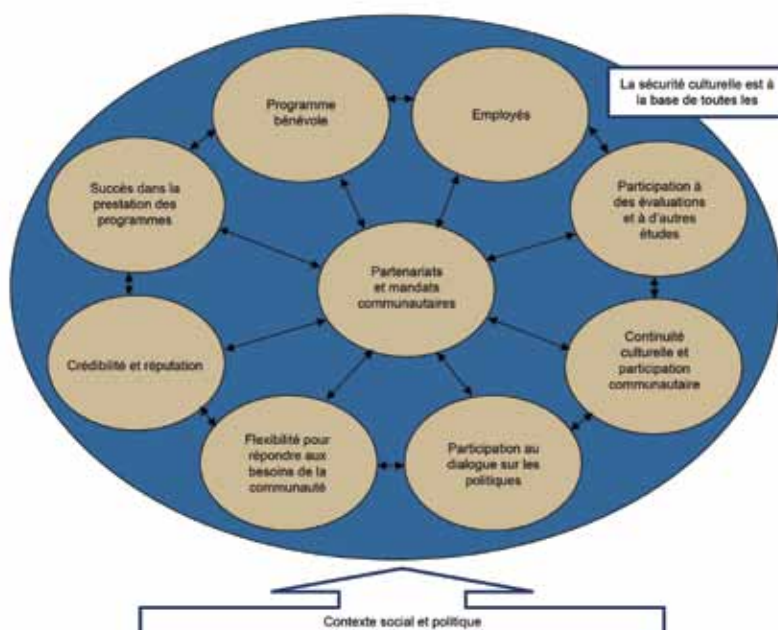 La sécurité culturelle est à
la base de toutes les
Programme
bénévole
Employés
Succès dans la
prestation des
programmes
Participation à
des évaluations
et à d'autres
études
Partenariats
et mandats
communautaires
Crédibilité et réputation
Continuité
culturelle et
participation
communautaire
Flexibilité pour
répondre aux
besoins de la
communauté
Participation au
dialogue sur les
politiques
Contexte social et politique